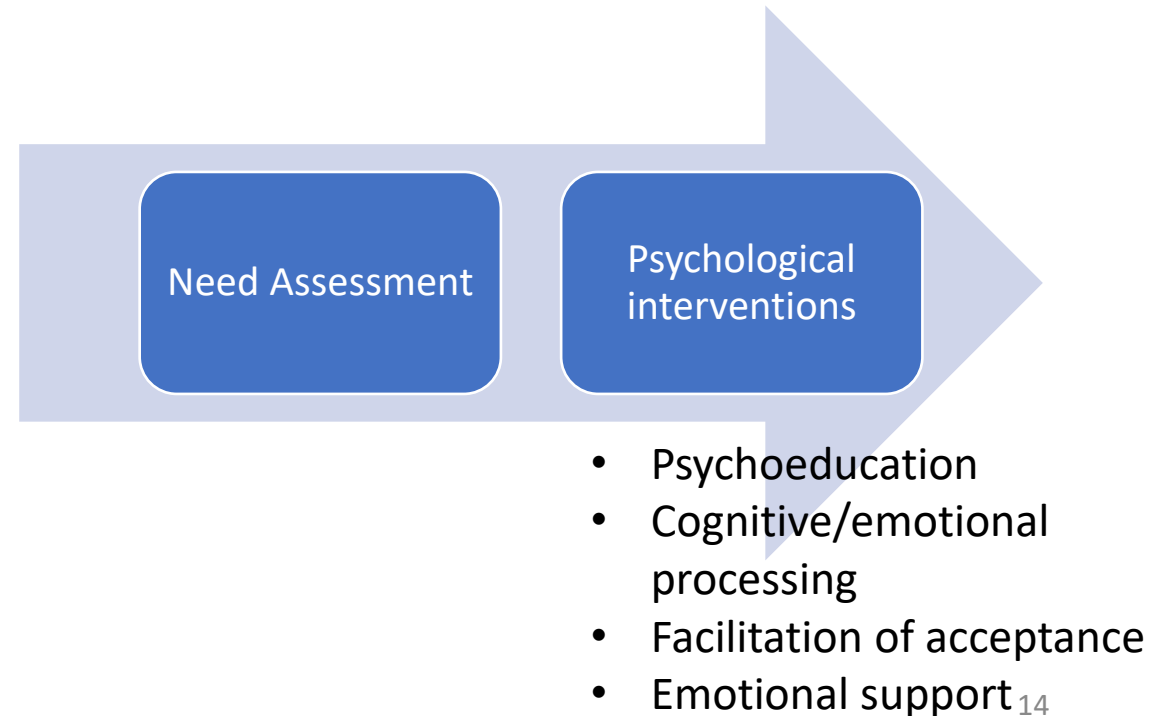 Need Assessment
Psychological
interventions
• Psychoeducation
• Cognitive/emotional
processing
• Facilitation of acceptance
• Emotional support
14